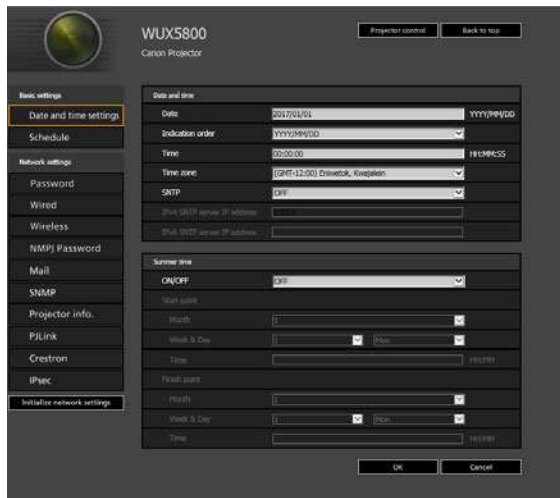 WUX5800
Canon Projector
Projector control
Back to top
Basic settings
Date and time settings
Schedule
Network settings
Password
Wired
Wireless
NMPJ Password
Mail
SNMP
Projector info.
PJLink
Crestron
IPsec
Initialize network settings
Date and time
Date 2017/01/01 YYYY/MM/DD
Indication order YYYY/MM/DD
Time 00:00:00 HH:MM:SS
Time zone (GMT-12:00) Eniwetok, Kwajalein
SNTP OFF
IPv4 SNTP server IP address
IPv6 SNTP server IP address
Summer time
ON/OFF OFF
Start point
Month 1
Week & Day 1 Mon
Time HH:MM
Finish point
Month 1
Week & Day 1 Mon
Time HH:MM
OK
Cancel